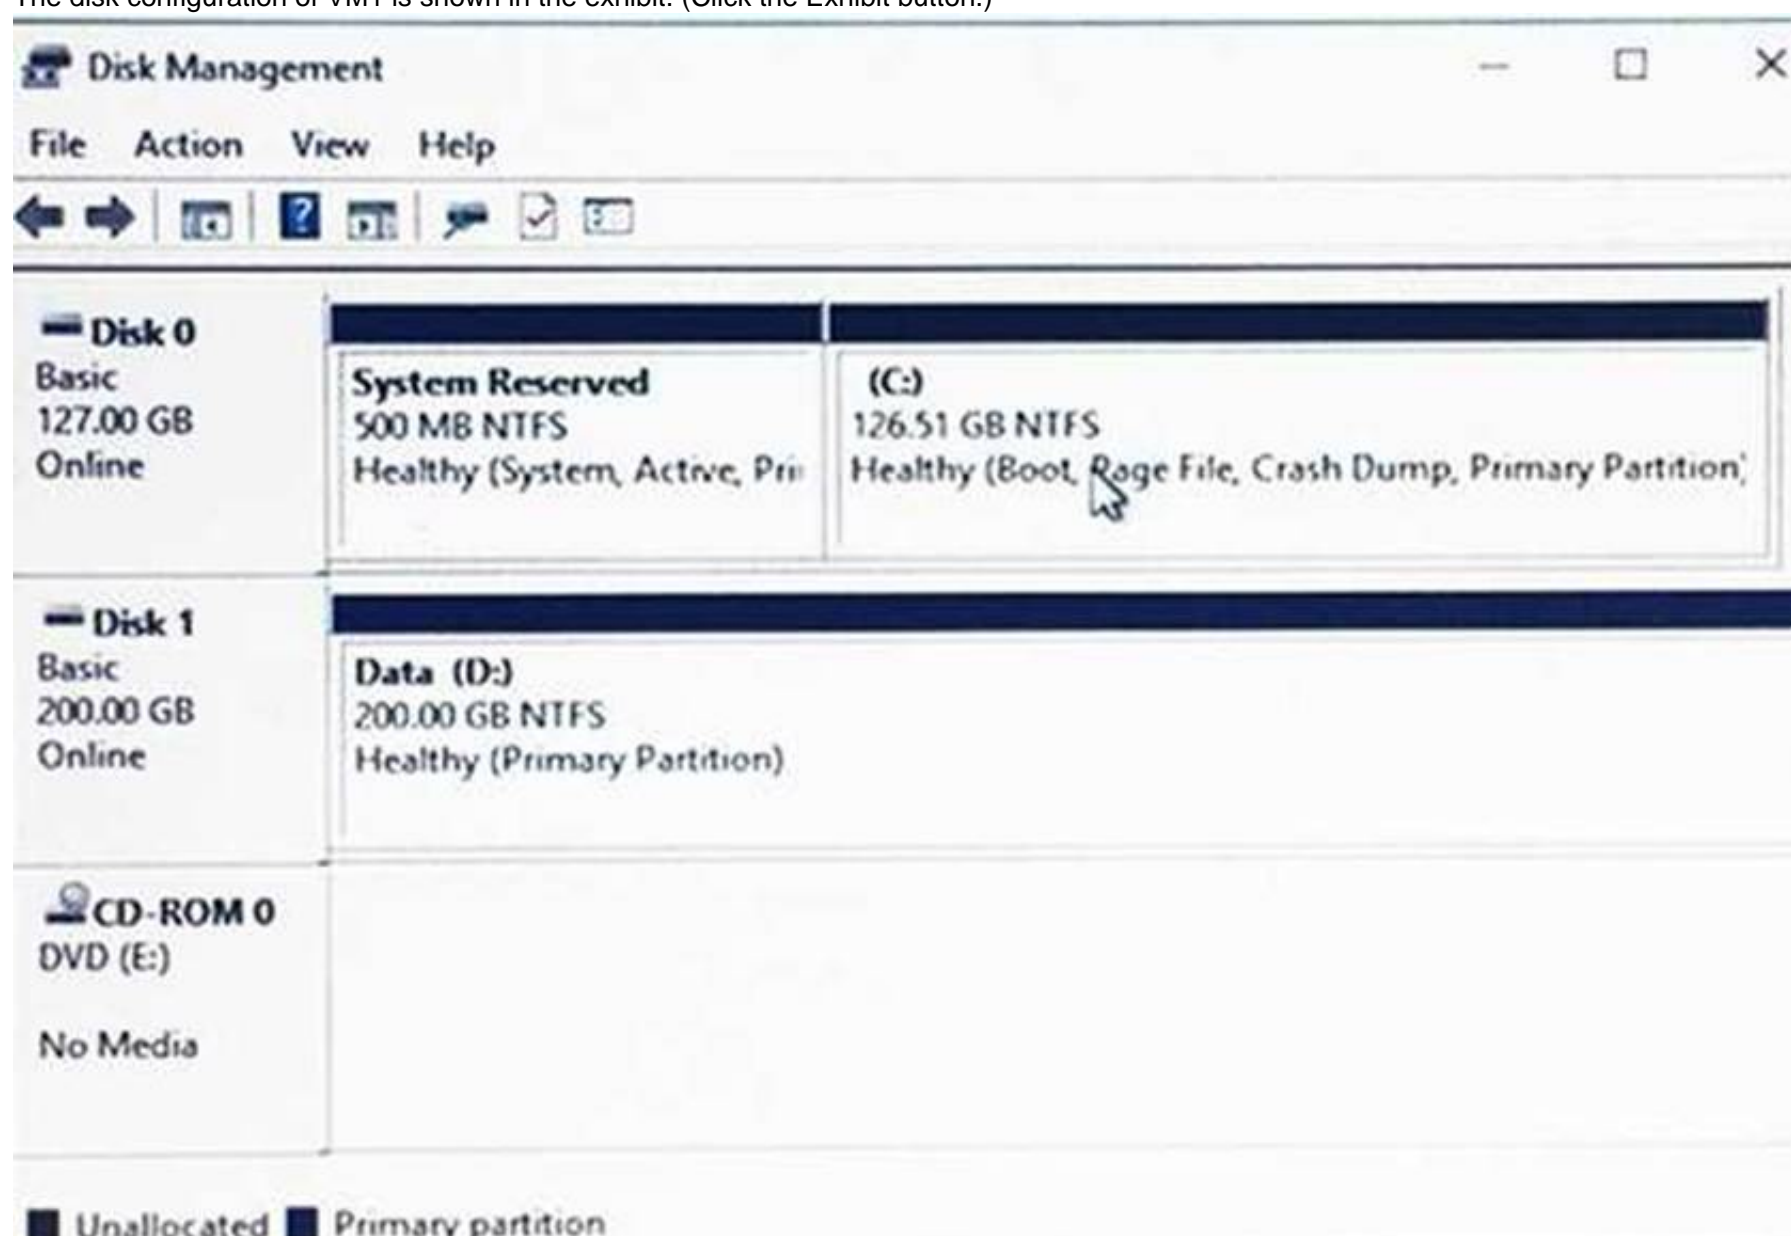 The disk configuration of VM1 is shown in the exhibit. (Click the Exhibit button.)
Disk Management
File Action View Help
Disk 0
Basic
127.00 GB
Online
System Reserved
500 MB NTFS
Healthy (System, Active, Pri
(C:)
126.51 GB NTFS
Healthy (Boot, Page File, Crash Dump, Primary Partition)
Disk 1
Basic
200.00 GB
Online
Data (D:)
200.00 GB NTFS
Healthy (Primary Partition)
CD-ROM 0
DVD (E:)
No Media
Unallocated Primary partition